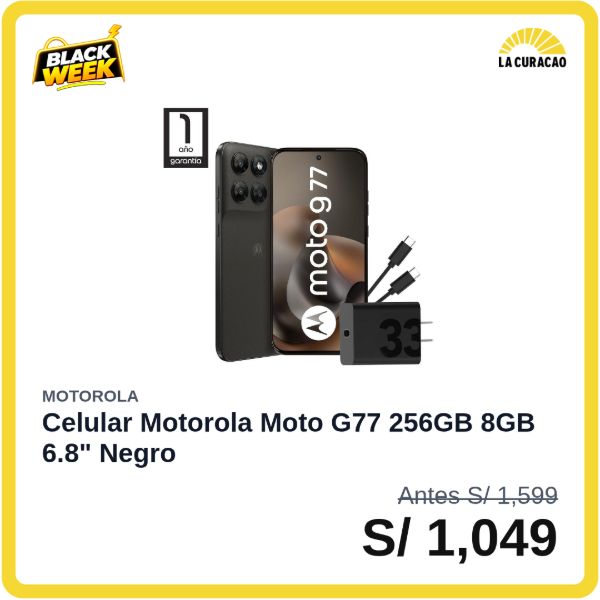 BLACK
WEEK
LA CURACAO
1
año
garantía
moto g77
33
MOTOROLA
Celular Motorola Moto G77 256GB 8GB
6.8" Negro
Antes S/ 1,599
S/ 1,049